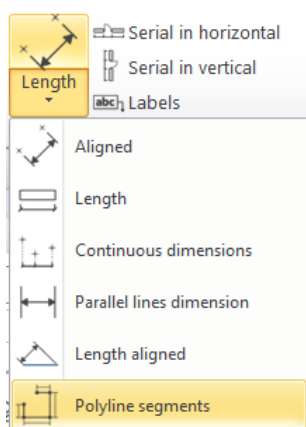 Serial in horizontal
Length
Serial in vertical
abc Labels
Aligned
Length
Continuous dimensions
Parallel lines dimension
Length aligned
Polyline segments